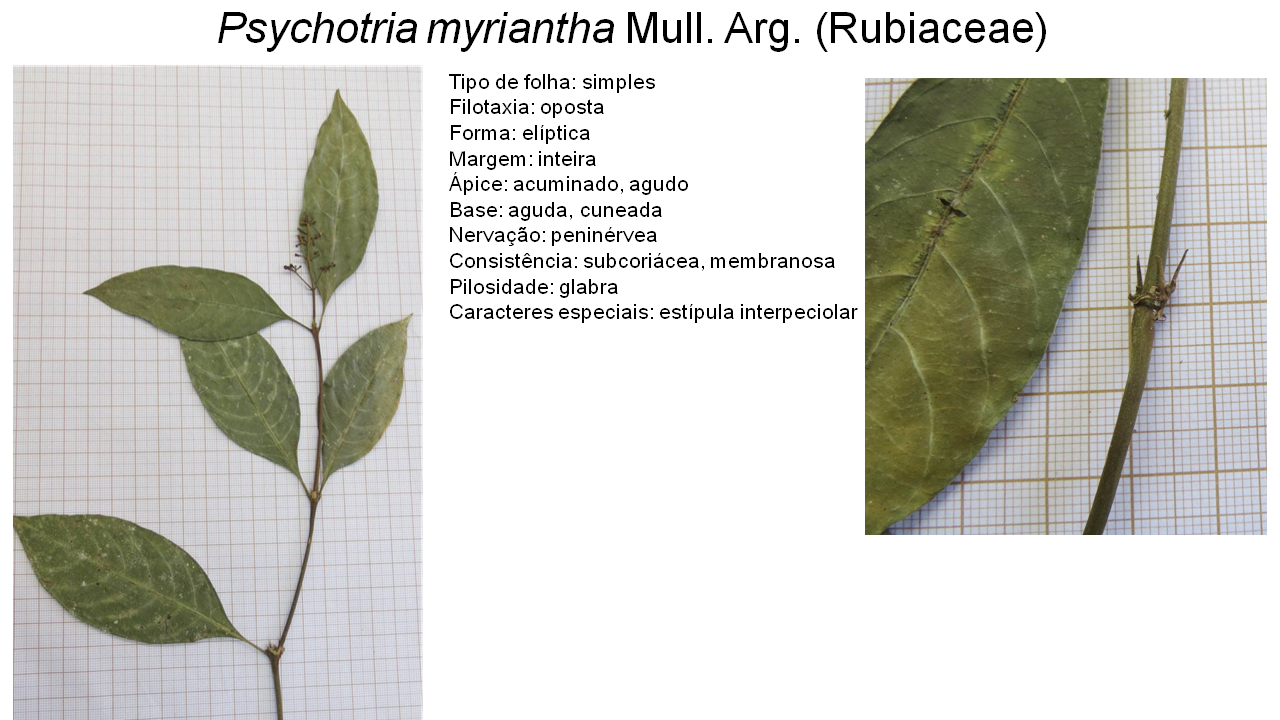 Psychotria myriantha Mull. Arg. (Rubiaceae)
Tipo de folha: simples
Filotaxia: oposta
Forma: elíptica
Margem: inteira
Ápice: acuminado, agudo
Base: aguda, cuneada
Nervação: peninérvea
Consistência: subcoriácea, membranosa
Pilosidade: glabra
Caracteres especiais: estípula interpeciolar